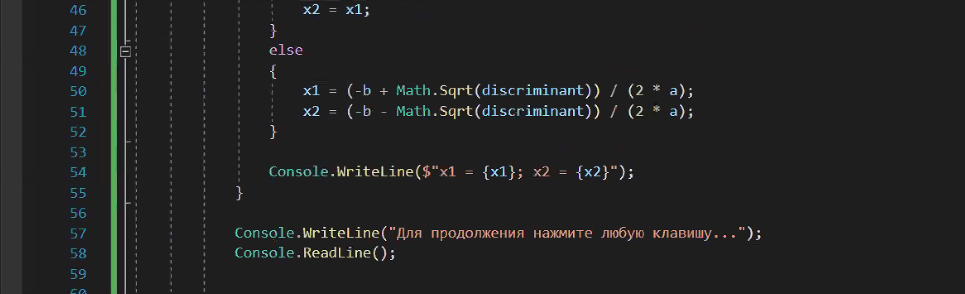 46 x2 = x1;
47 }
48 else
49 {
50 x1 = (-b + Math.Sqrt(discriminant)) / (2 * a);
51 x2 = (-b - Math.Sqrt(discriminant)) / (2 * a);
52 }
53
54 Console.WriteLine($"x1 = {x1}; x2 = {x2}");
55 }
56
57 Console.WriteLine("Для продолжения нажмите любую клавишу...");
58 Console.ReadLine();
59
60